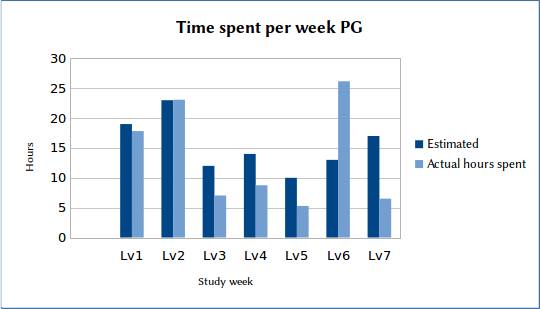 Time spent per week PG
30
25
20
15
10
5
0
Hours
Lv1 Lv2 Lv3 Lv4 Lv5 Lv6 Lv7
Study week
Estimated
Actual hours spent